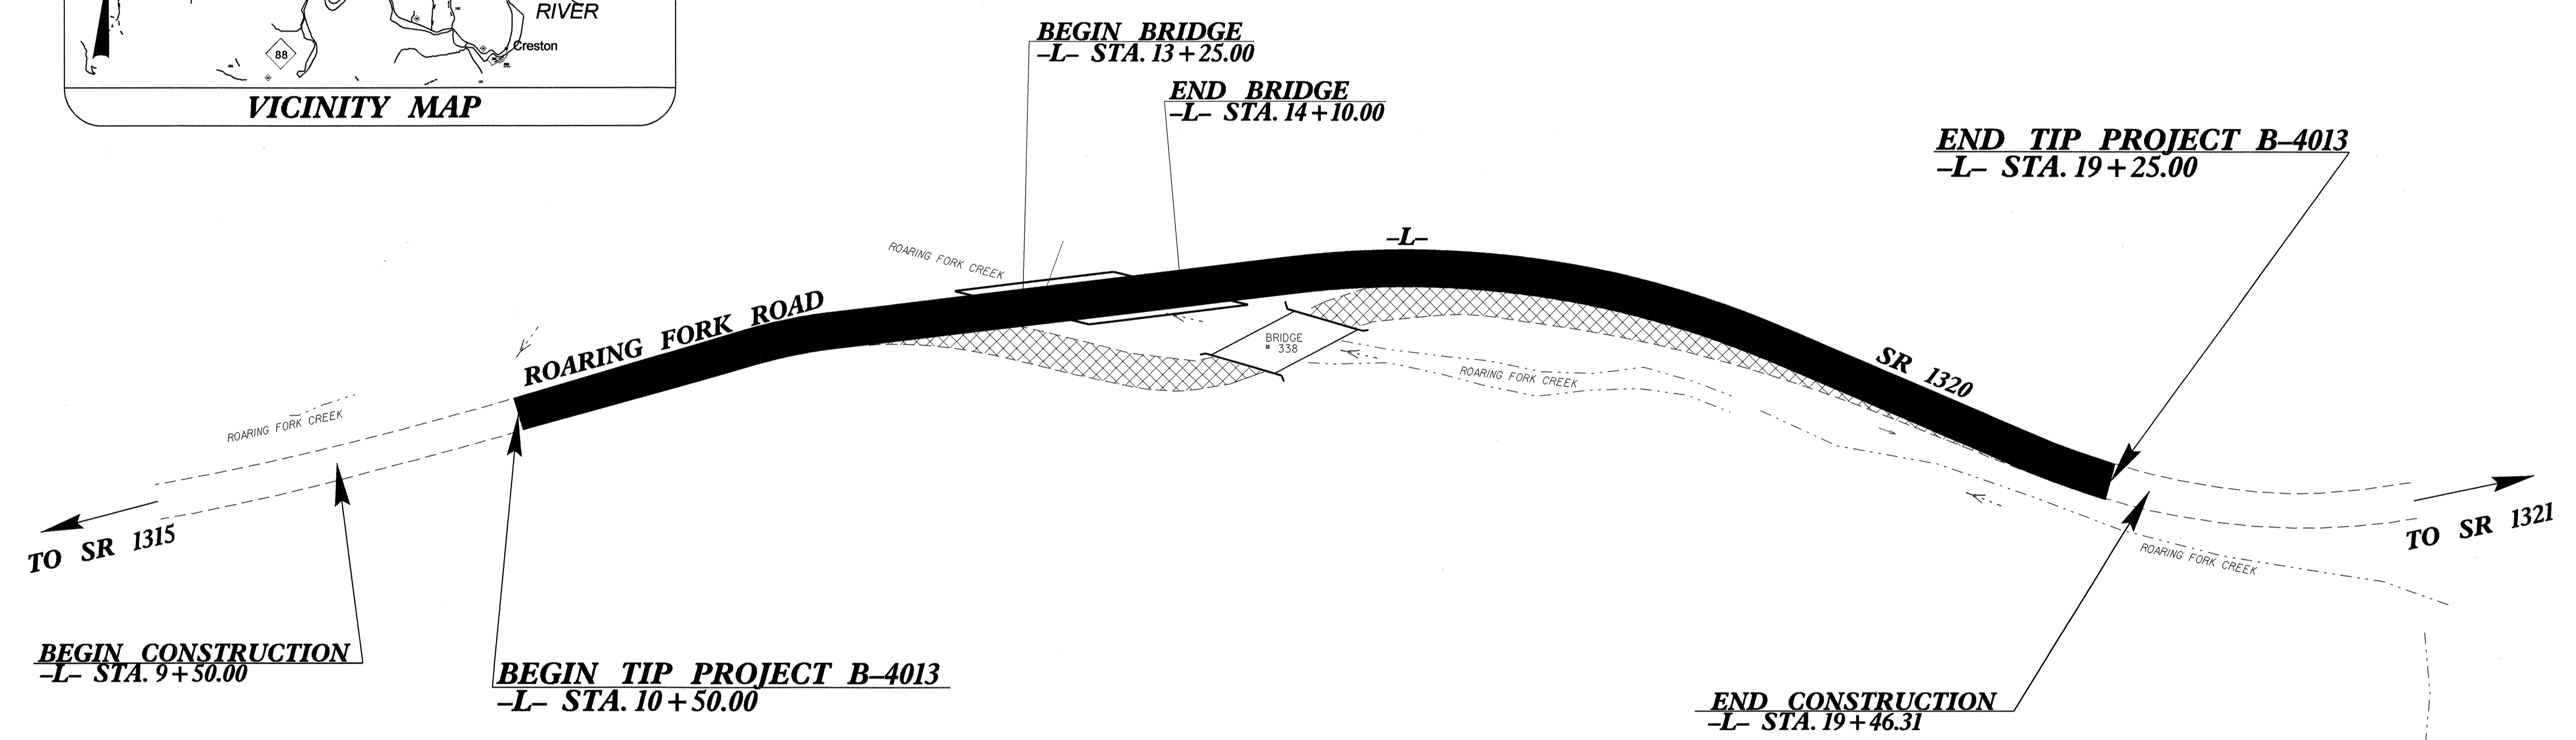 RIVER
Creston
88
VICINITY MAP
BEGIN BRIDGE
–L– STA. 13+25.00
END BRIDGE
–L– STA. 14+10.00
END TIP PROJECT B–4013
–L– STA. 19+25.00
–L–
ROARING FORK CREEK
ROARING FORK ROAD
BRIDGE
# 338
ROARING FORK CREEK
SR 1320
ROARING FORK CREEK
TO SR 1315
TO SR 1321
ROARING FORK CREEK
BEGIN CONSTRUCTION
–L– STA. 9+50.00
BEGIN TIP PROJECT B–4013
–L– STA. 10+50.00
END CONSTRUCTION
–L– STA. 19+46.31